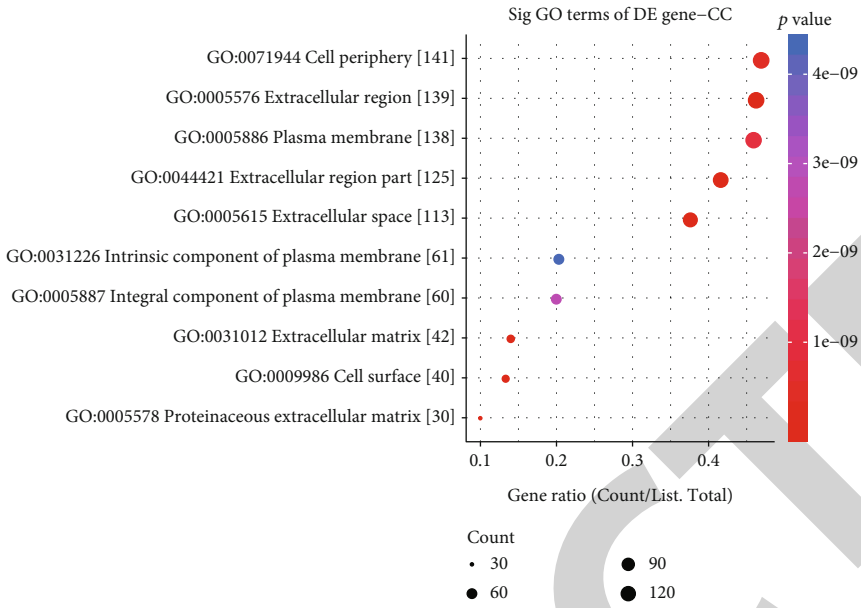 Sig GO terms of DE gene−CC
p value
GO:0071944 Cell periphery [141]
GO:0005576 Extracellular region [139]
GO:0005886 Plasma membrane [138]
GO:0044421 Extracellular region part [125]
GO:0005615 Extracellular space [113]
GO:0031226 Intrinsic component of plasma membrane [61]
GO:0005887 Integral component of plasma membrane [60]
GO:0031012 Extracellular matrix [42]
GO:0009986 Cell surface [40]
GO:0005578 Proteinaceous extracellular matrix [30]
4e−09
3e−09
2e−09
1e−09
0.1 0.2 0.3 0.4
Gene ratio (Count/List. Total)
Count
30 90
60 120